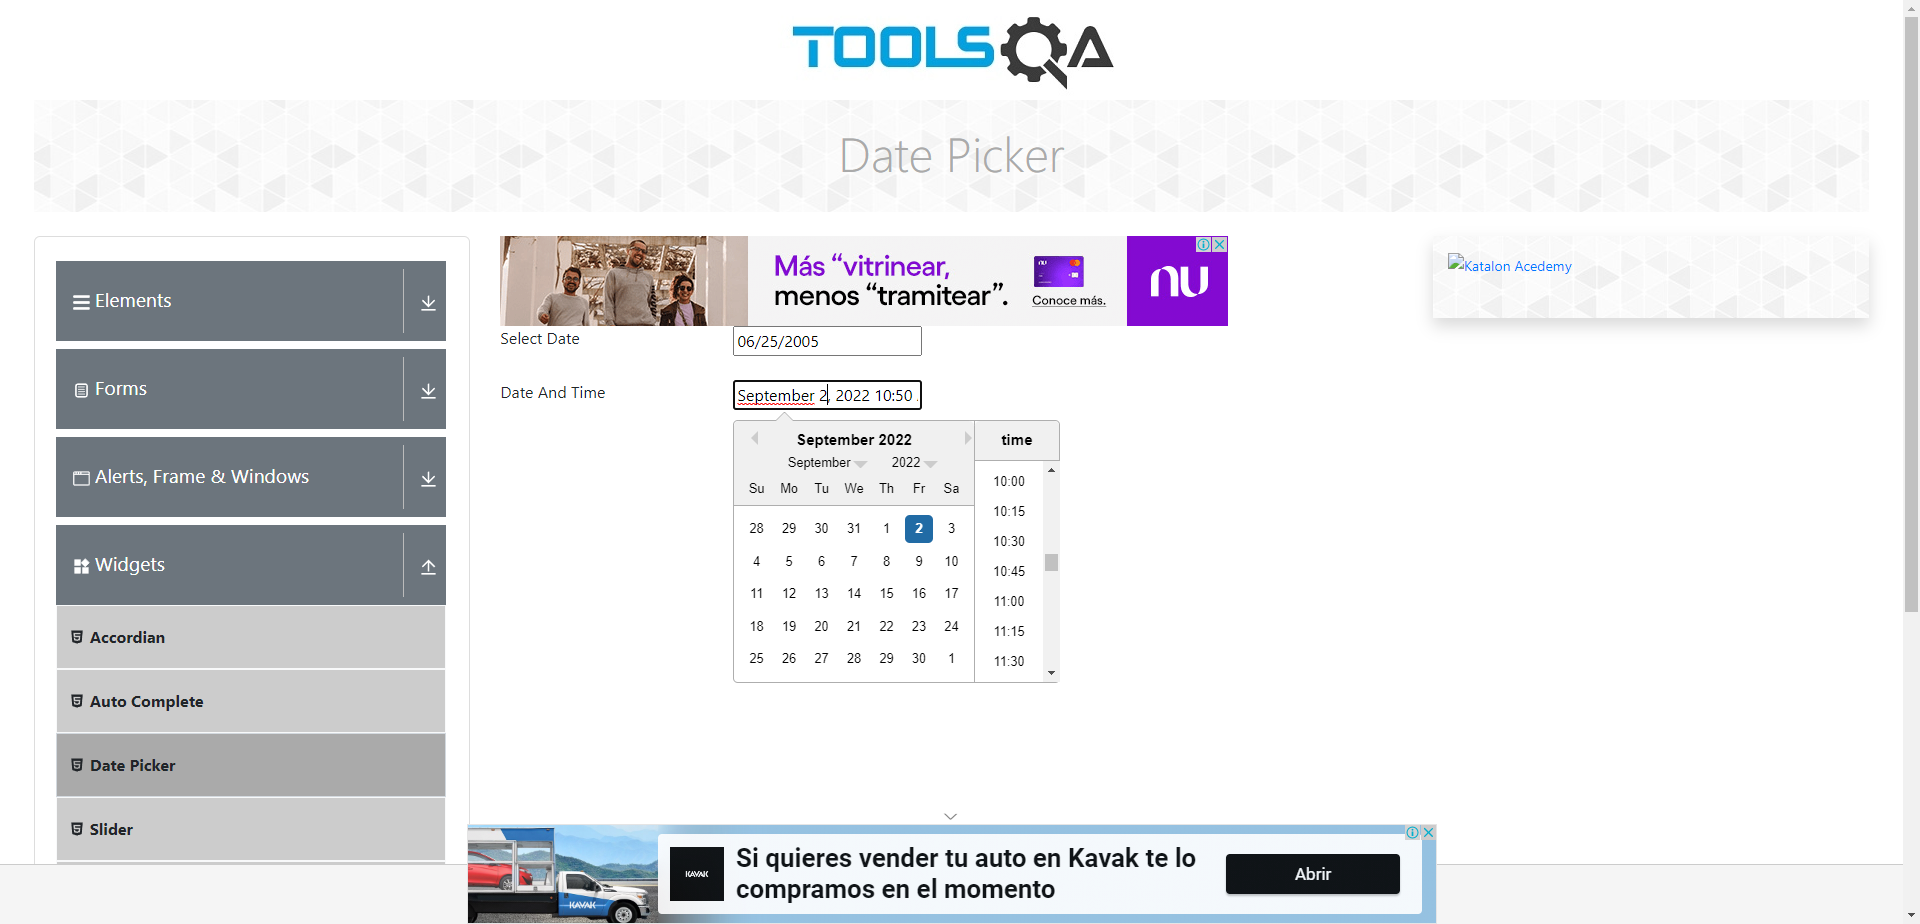 TOOLSQA
Date Picker
Elements
Forms
Alerts, Frame & Windows
Widgets
Accordian
Auto Complete
Date Picker
Slider
Más “vitrinear,
menos “tramitear”.
nu
Conoce más.
nu
Select Date
06/25/2005
Date And Time
September 2, 2022 10:50
September 2022
September 2022
Su Mo Tu We Th Fr Sa
28 29 30 31 1 2 3
4 5 6 7 8 9 10
11 12 13 14 15 16 17
18 19 20 21 22 23 24
25 26 27 28 29 30 1
time
10:00
10:15
10:30
10:45
11:00
11:15
11:30
Katalon Acedemy
KAVAK
KAVAK
Si quieres vender tu auto en Kavak te lo
compramos en el momento
Abrir